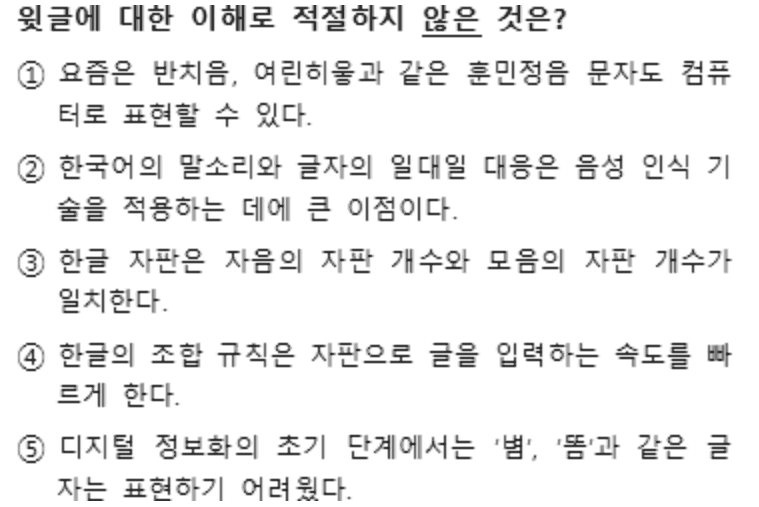 윗글에 대한 이해로 적절하지 않은 것은?
① 요즘은 반치음, 여린히읗과 같은 훈민정음 문자도 컴퓨
터로 표현할 수 있다.
② 한국어의 말소리와 글자의 일대일 대응은 음성 인식 기
술을 적용하는 데에 큰 이점이다.
③ 한글 자판은 자음의 자판 개수와 모음의 자판 개수가
일치한다.
④ 한글의 조합 규칙은 자판으로 글을 입력하는 속도를 빠
르게 한다.
⑤ 디지털 정보화의 초기 단계에서는 '볌', '똠'과 같은 글
자는 표현하기 어려웠다.